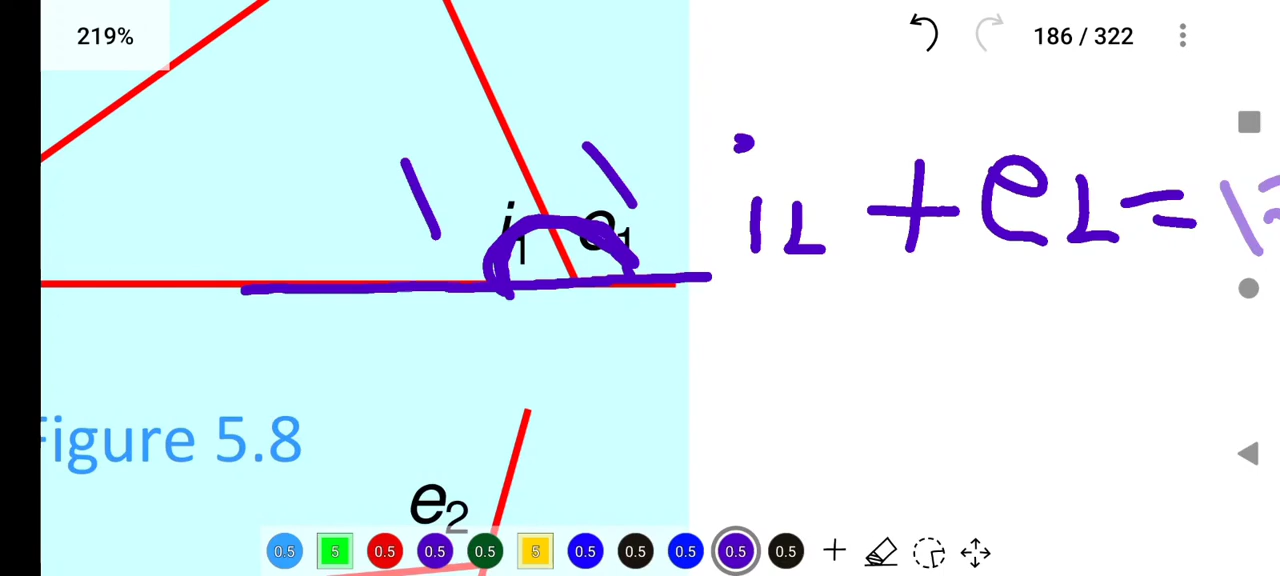 219%
186 / 322
i1 + e1 =
i1 e1
Figure 5.8
e2
0.5 5 0.5 0.5 0.5 5 0.5 0.5 0.5 0.5 0.5